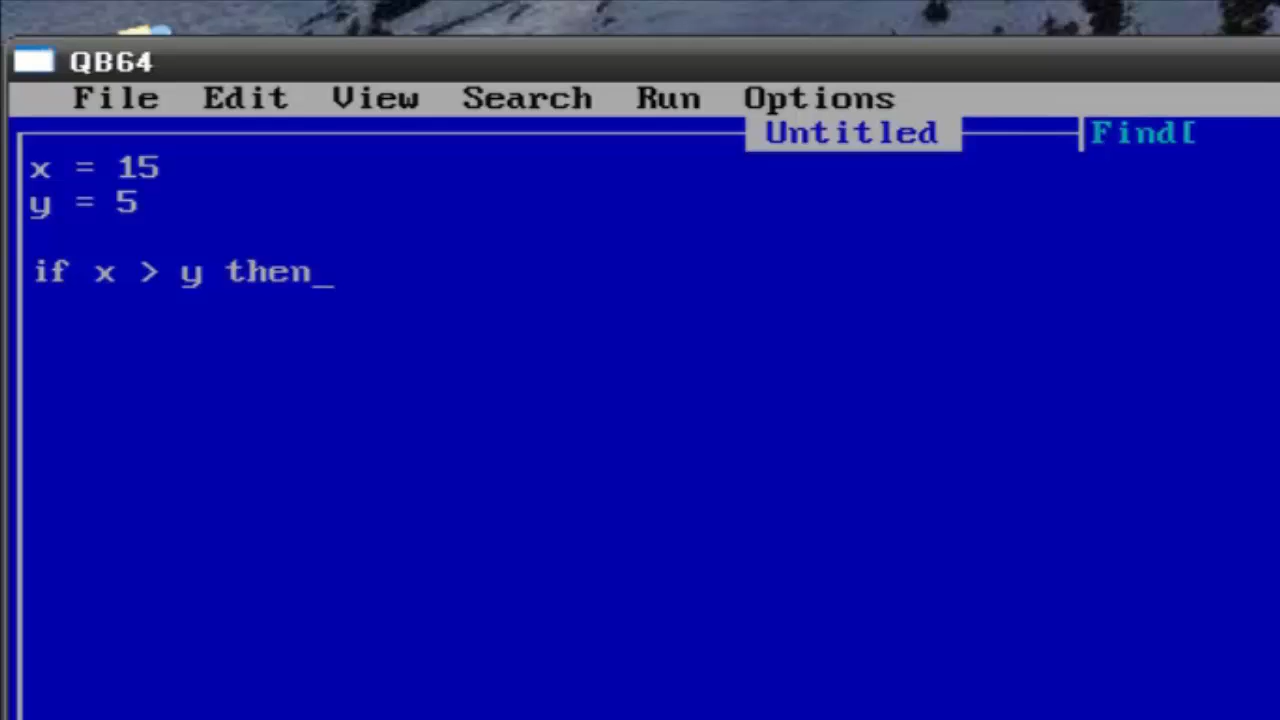 QB64
File Edit View Search Run Options
Untitled Find[
x = 15
y = 5
if x > y then_